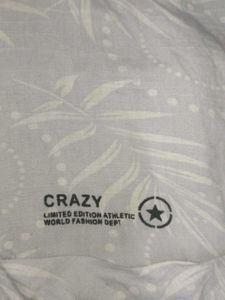 CRAZY
LIMITED EDITION ATHLETIC
WORLD FASHION DEPT